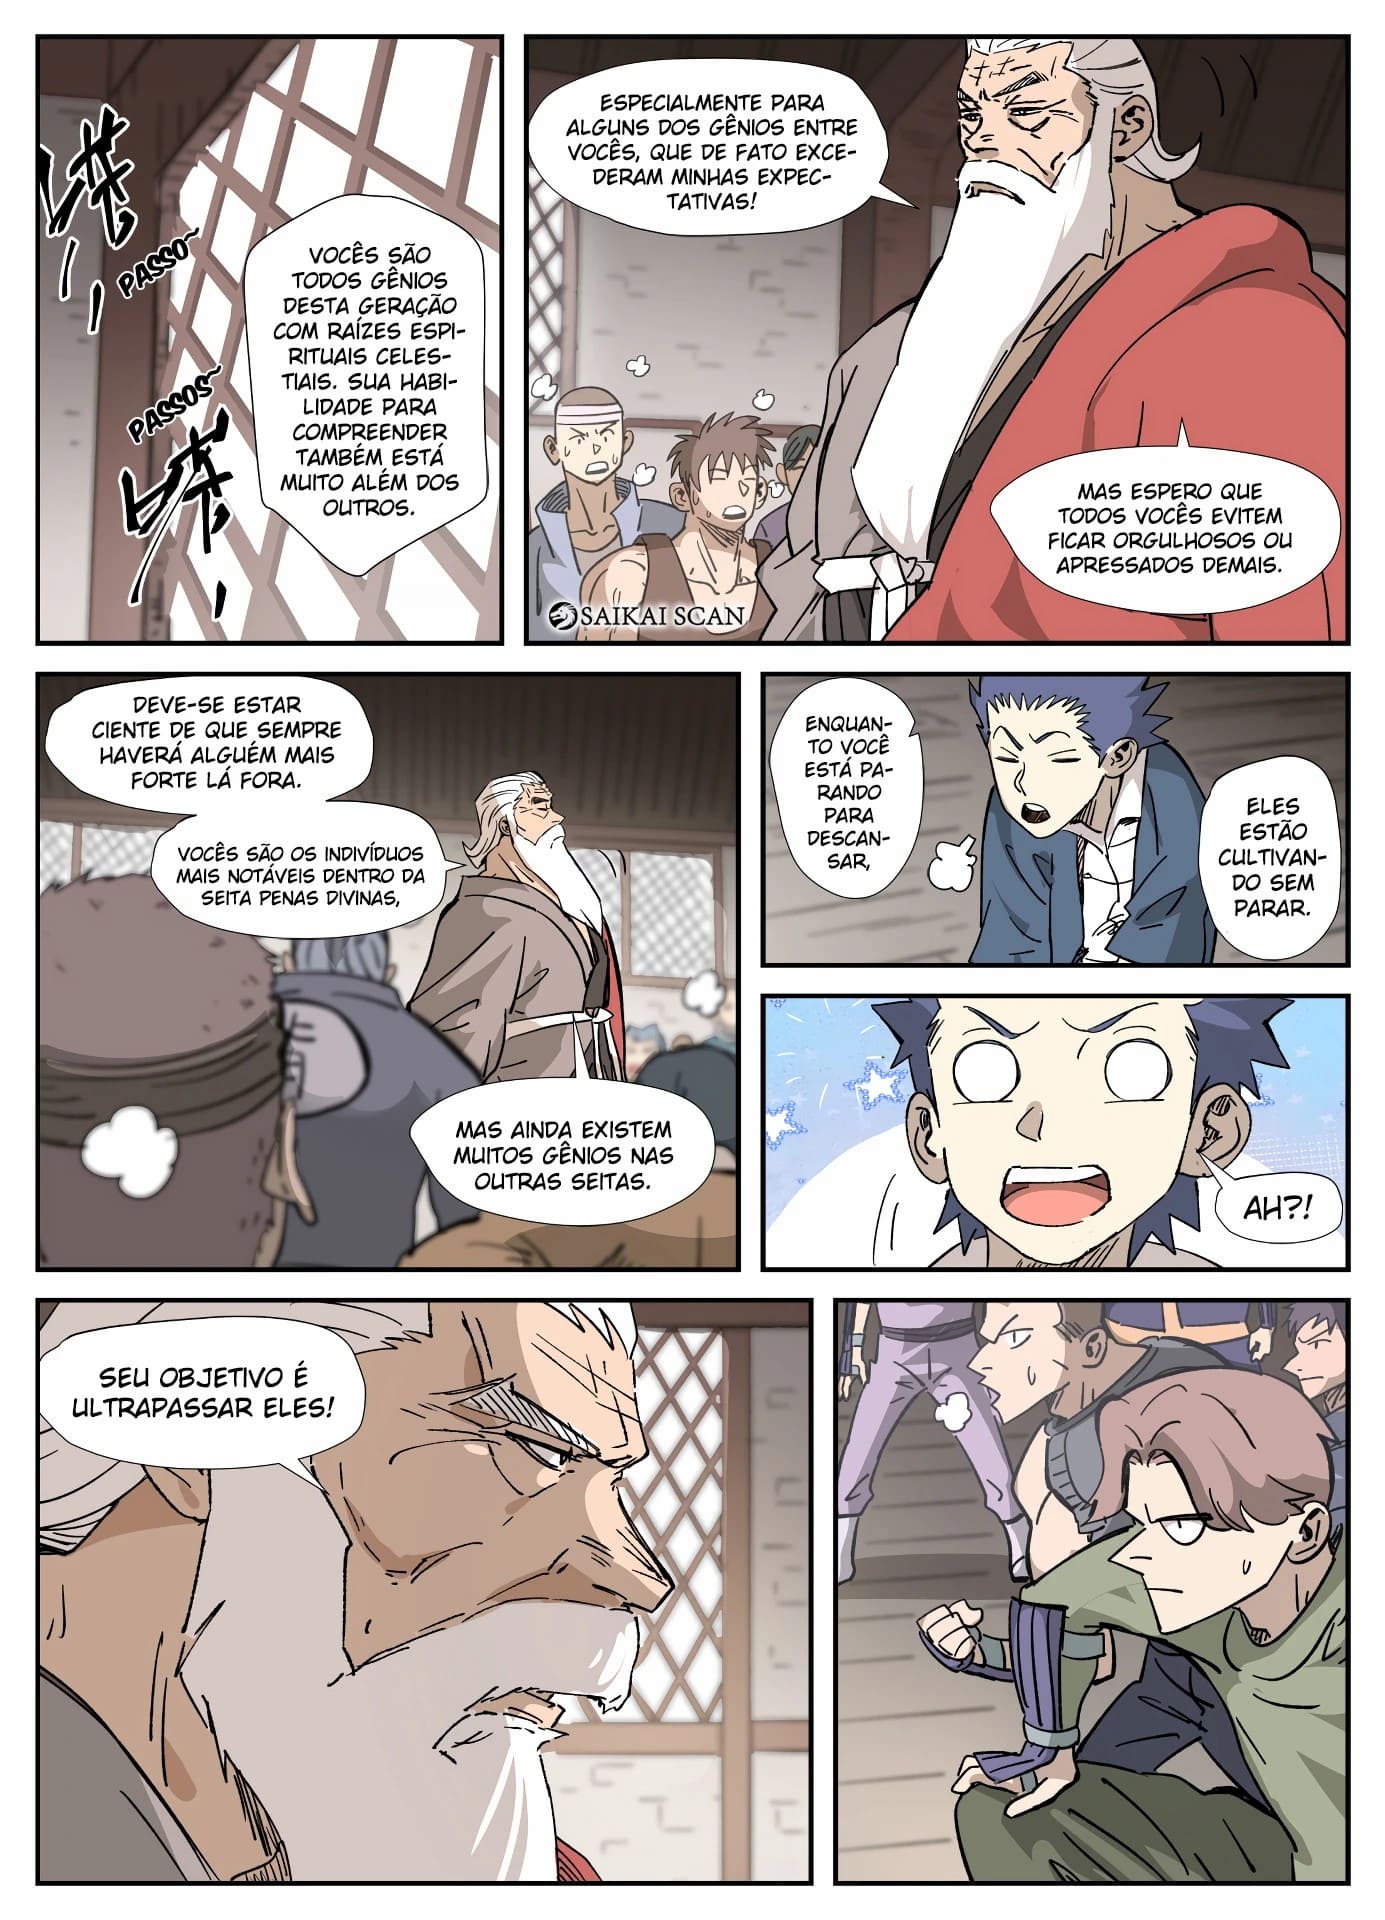 PASSO~
PASSOS~
VOCÊS SÃO
TODOS GÊNIOS
DESTA GERAÇÃO
COM RAÍZES ESPI-
RITUAIS CELES-
TIAIS. SUA HABI-
LIDADE PARA
COMPREENDER
TAMBÉM ESTÁ
MUITO ALÉM DOS
OUTROS.
ESPECIALMENTE PARA
ALGUNS DOS GÊNIOS ENTRE
VOCÊS, QUE DE FATO EXCE-
DERAM MINHAS EXPEC-
TATIVAS!
MAS ESPERO QUE
TODOS VOCÊS EVITEM
FICAR ORGULHOSOS OU
APRESSADOS DEMAIS.
SAIKAI SCAN
DEVE-SE ESTAR
CIENTE DE QUE SEMPRE
HAVERÁ ALGUÉM MAIS
FORTE LÁ FORA.
VOCÊS SÃO OS INDIVÍDUOS
MAIS NOTÁVEIS DENTRO DA
SEITA PENAS DIVINAS,
MAS AINDA EXISTEM
MUITOS GÊNIOS NAS
OUTRAS SEITAS.
ENQUAN-
TO VOCÊ
ESTÁ PA-
RANDO
PARA
DESCAN-
SAR,
ELES
ESTÃO
CULTIVAN-
DO SEM
PARAR.
AH?!
SEU OBJETIVO É
ULTRAPASSAR ELES!